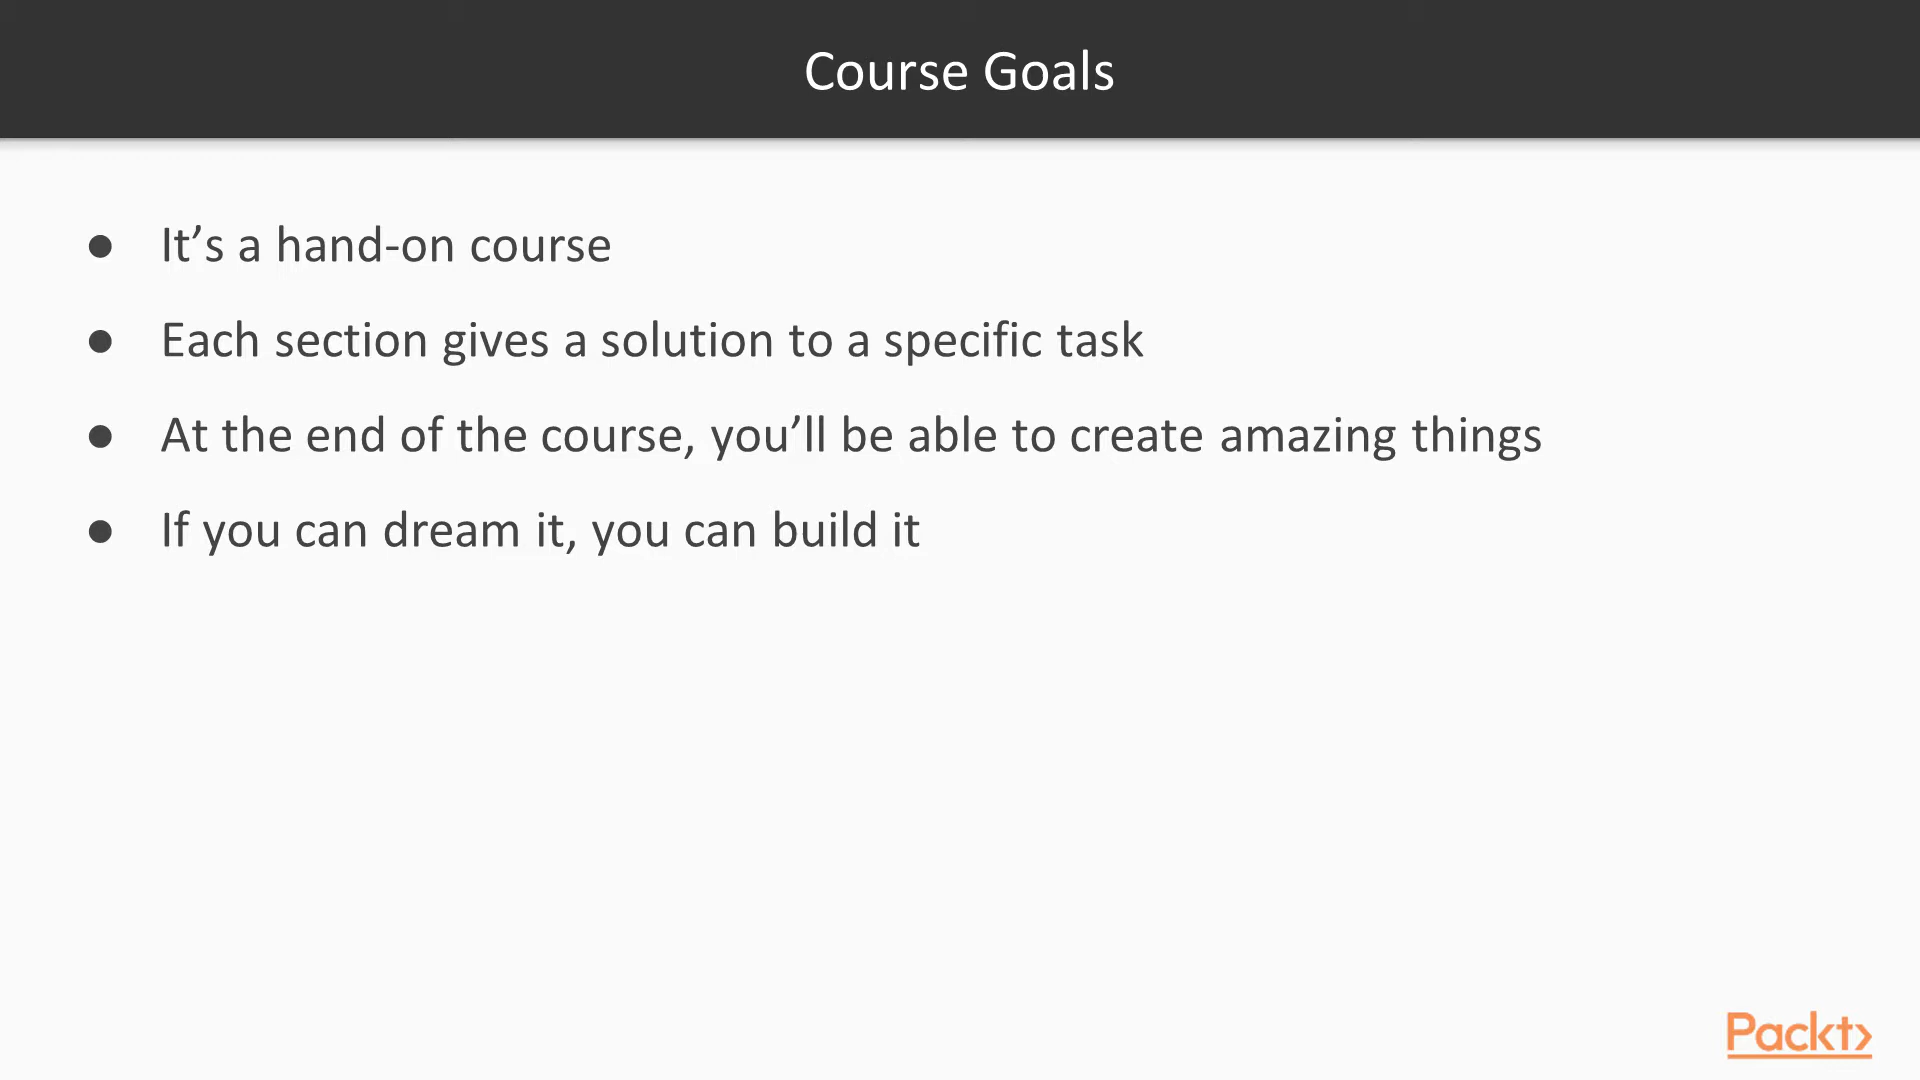 Course Goals
● It’s a hand-on course
● Each section gives a solution to a specific task
● At the end of the course, you’ll be able to create amazing things
● If you can dream it, you can build it
Packt>